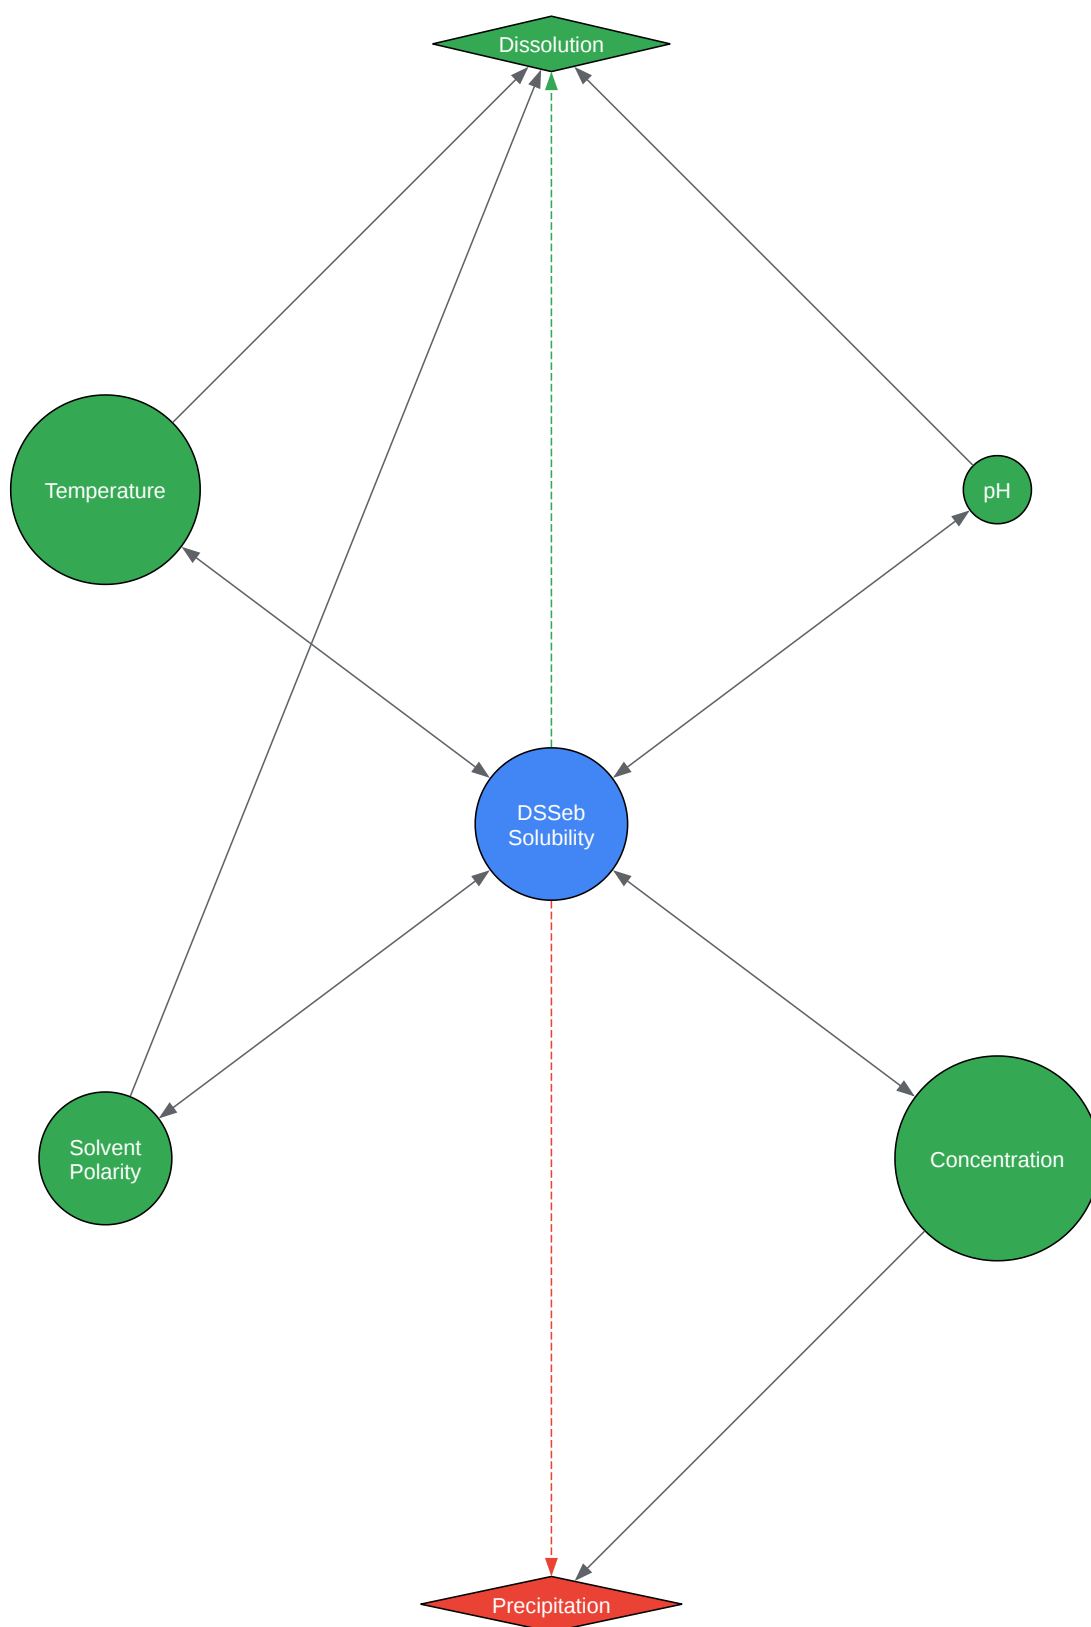 Dissolution
Temperature
pH
DSSeb
Solubility
Solvent
Polarity
Concentration
Precipitation